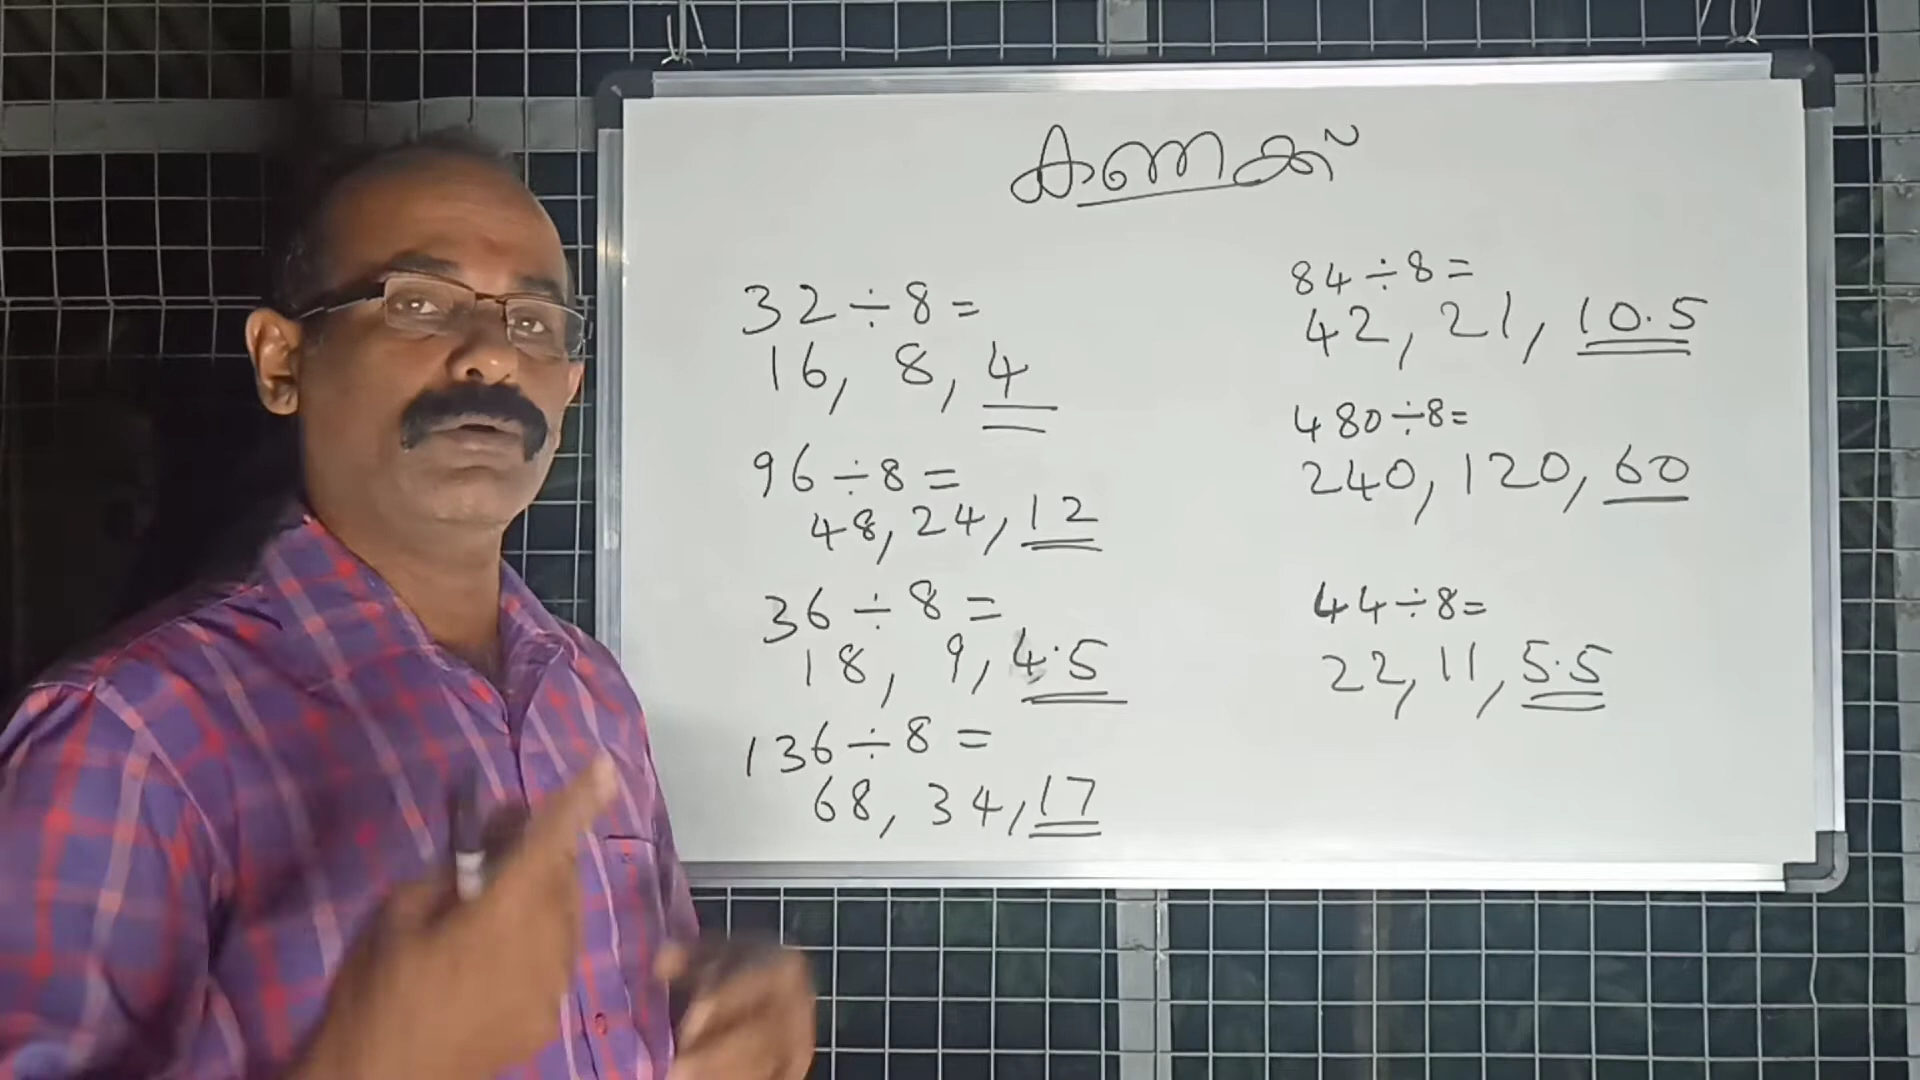 കണക്ക്
32÷8=
16, 8, 4
96÷8=
48, 24, 12
36÷8=
18, 9, 4.5
136÷8=
68, 34, 17
84÷8=
42, 21, 10.5
480÷8=
240, 120, 60
44÷8=
22, 11, 5.5